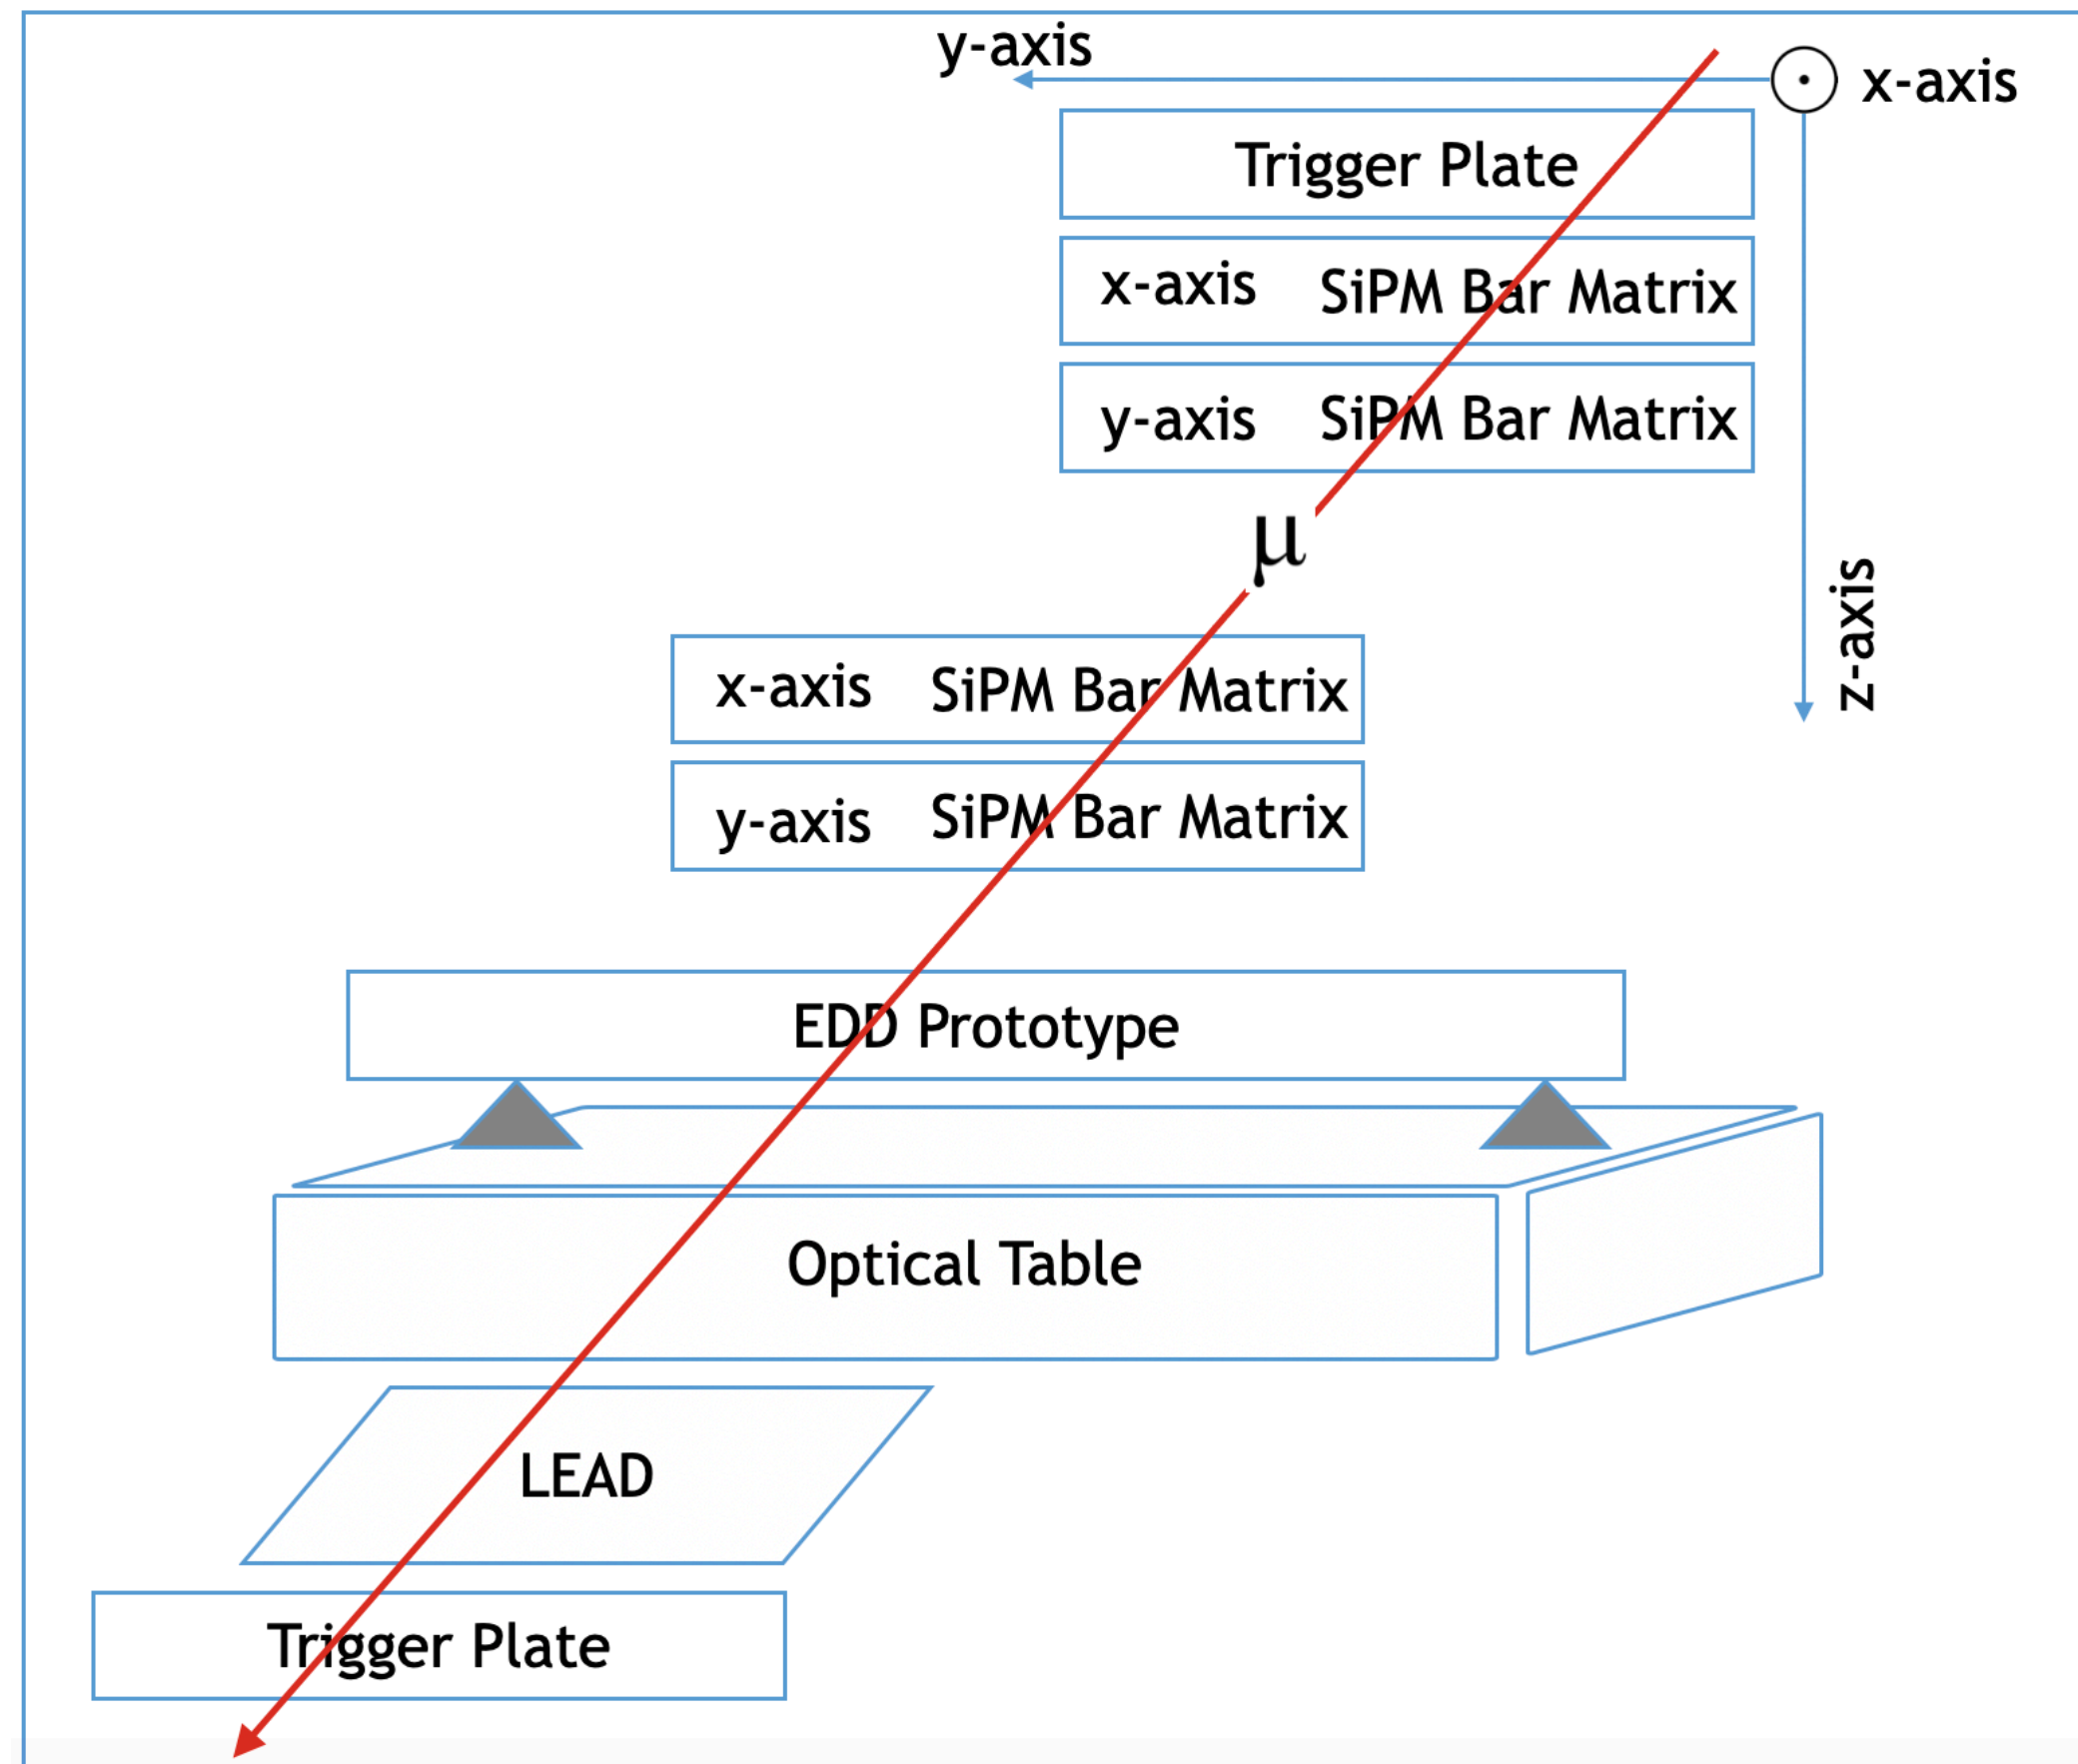 y-axis
x-axis
Trigger Plate
x-axis SiPM Bar Matrix
y-axis SiPM Bar Matrix
μ
z-axis
x-axis SiPM Bar Matrix
y-axis SiPM Bar Matrix
EDD Prototype
Optical Table
LEAD
Trigger Plate